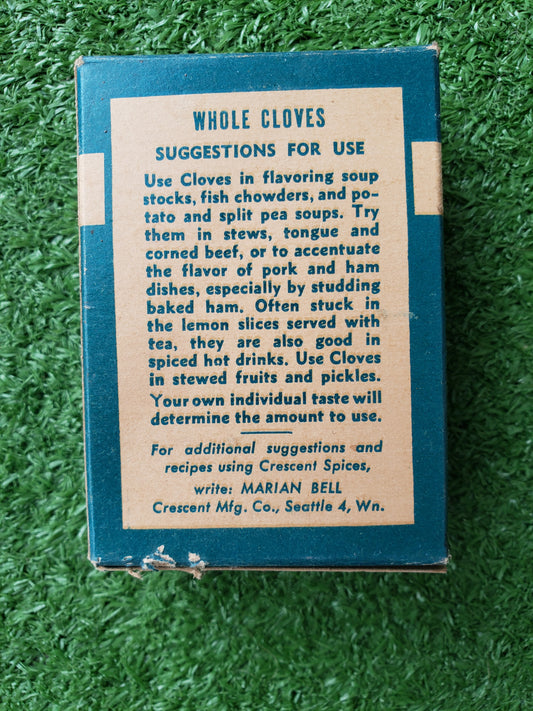 WHOLE CLOVES
SUGGESTIONS FOR USE
Use Cloves in flavoring soup
stocks, fish chowders, and po-
tato and split pea soups. Try
them in stews, tongue and
corned beef, or to accentuate
the flavor of pork and ham
dishes, especially by studding
baked ham. Often stuck in
the lemon slices served with
tea, they are also good in
spiced hot drinks. Use Cloves
in stewed fruits and pickles.
Your own individual taste will
determine the amount to use.
For additional suggestions and
recipes using Crescent Spices,
write: MARIAN BELL
Crescent Mfg. Co., Seattle 4, Wn.